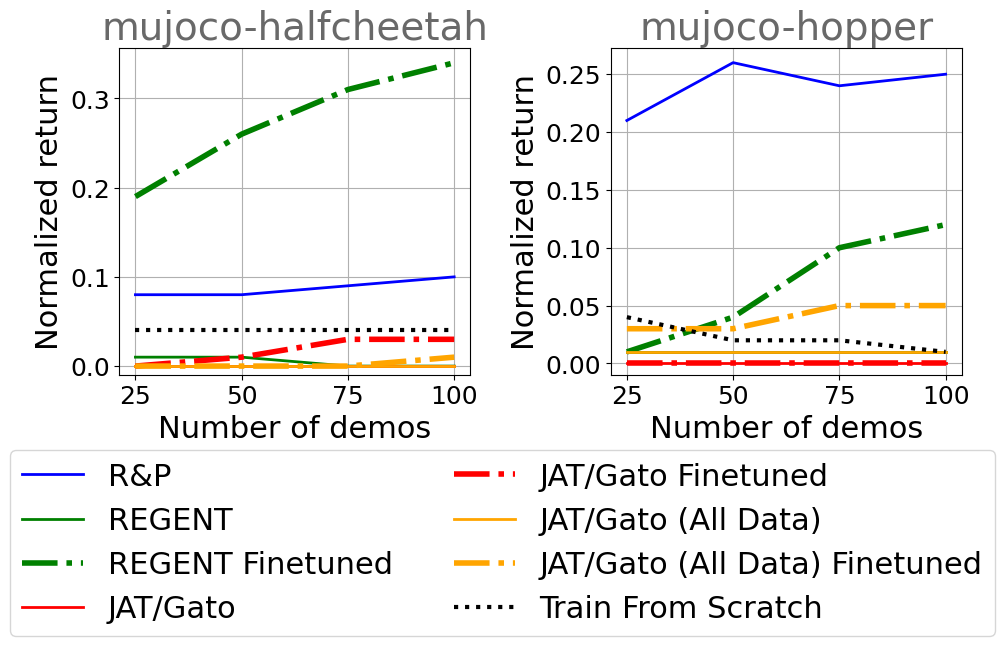 mujoco-halfcheetah
Normalized return
0.3
0.2
0.1
0.0
25 50 75 100
Number of demos
mujoco-hopper
Normalized return
0.25
0.20
0.15
0.10
0.05
0.00
25 50 75 100
Number of demos
R&P
REGENT
REGENT Finetuned
JAT/Gato
JAT/Gato Finetuned
JAT/Gato (All Data)
JAT/Gato (All Data) Finetuned
Train From Scratch